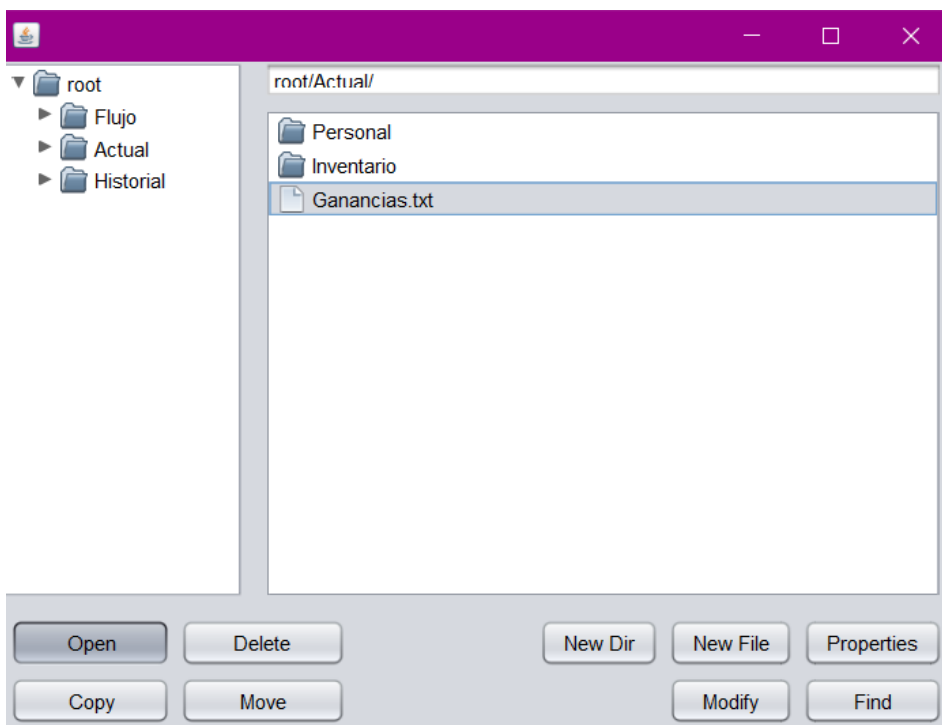 root
Flujo
Actual
Historial
root/Actual/
Personal
Inventario
Ganancias.txt
Open Delete New Dir New File Properties
Copy Move Modify Find